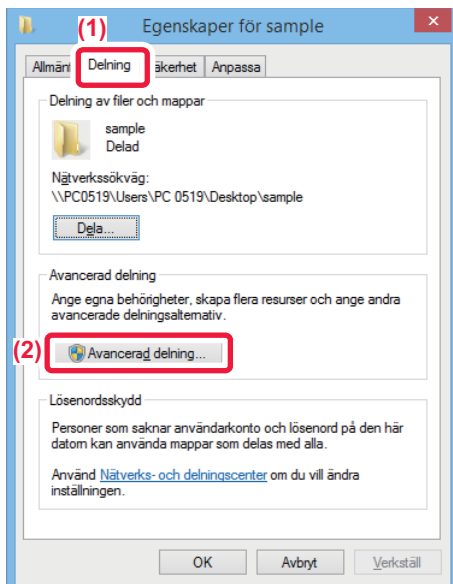 (1)
Egenskaper för sample
Delning
Anpassa
Delning av filer och mappar
sample
Delad
Nätverkssökväg:
\\PC0519\Users\PC 0519\Desktop\sample
Dela...
Avancerad delning
Ange egna behörigheter, skapa flera resurser och ange andra
avancerade delningsalternativ.
(2)
Avancerad delning...
Lösenordsskydd
Personer som saknar användarkonto och lösenord på den här
datorn kan använda mappar som delas med alla.
Använd Nätverks- och delningscenter om du vill ändra
inställningen.
OK Avbryt Verkställ